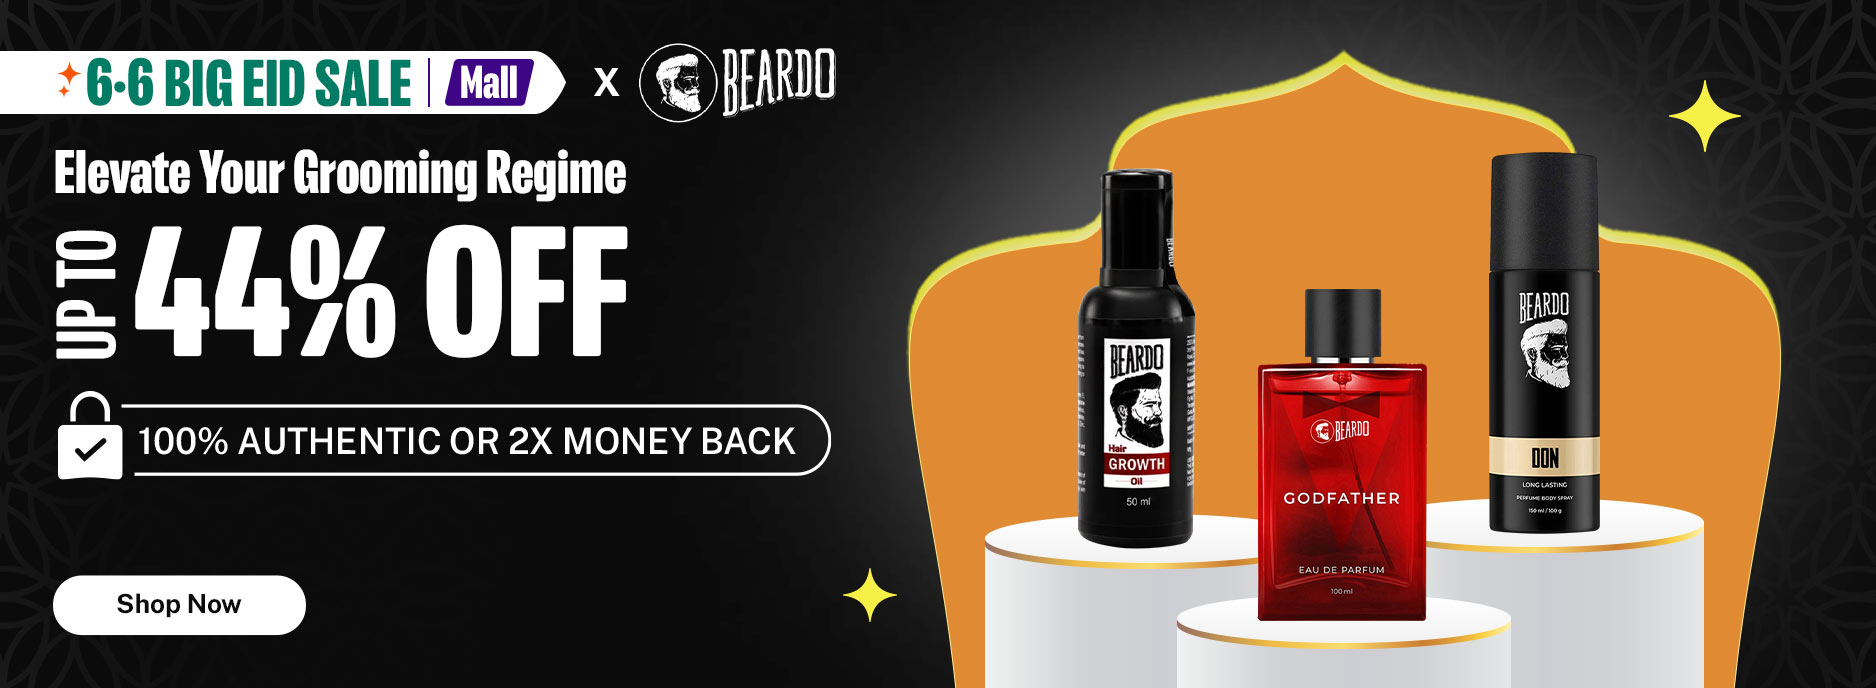 6•6 BIG EID SALE Mall X BEARDO
Elevate Your Grooming Regime
UP TO 44% OFF
100% AUTHENTIC OR 2X MONEY BACK
Shop Now
BEARDO
BEARDO
Hair
GROWTH
Oil
50 ml
BEARDO
GODFATHER
EAU DE PARFUM
100 ml
BEARDO
DON
LONG LASTING
PERFUME BODY SPRAY
150 ml / 100 g